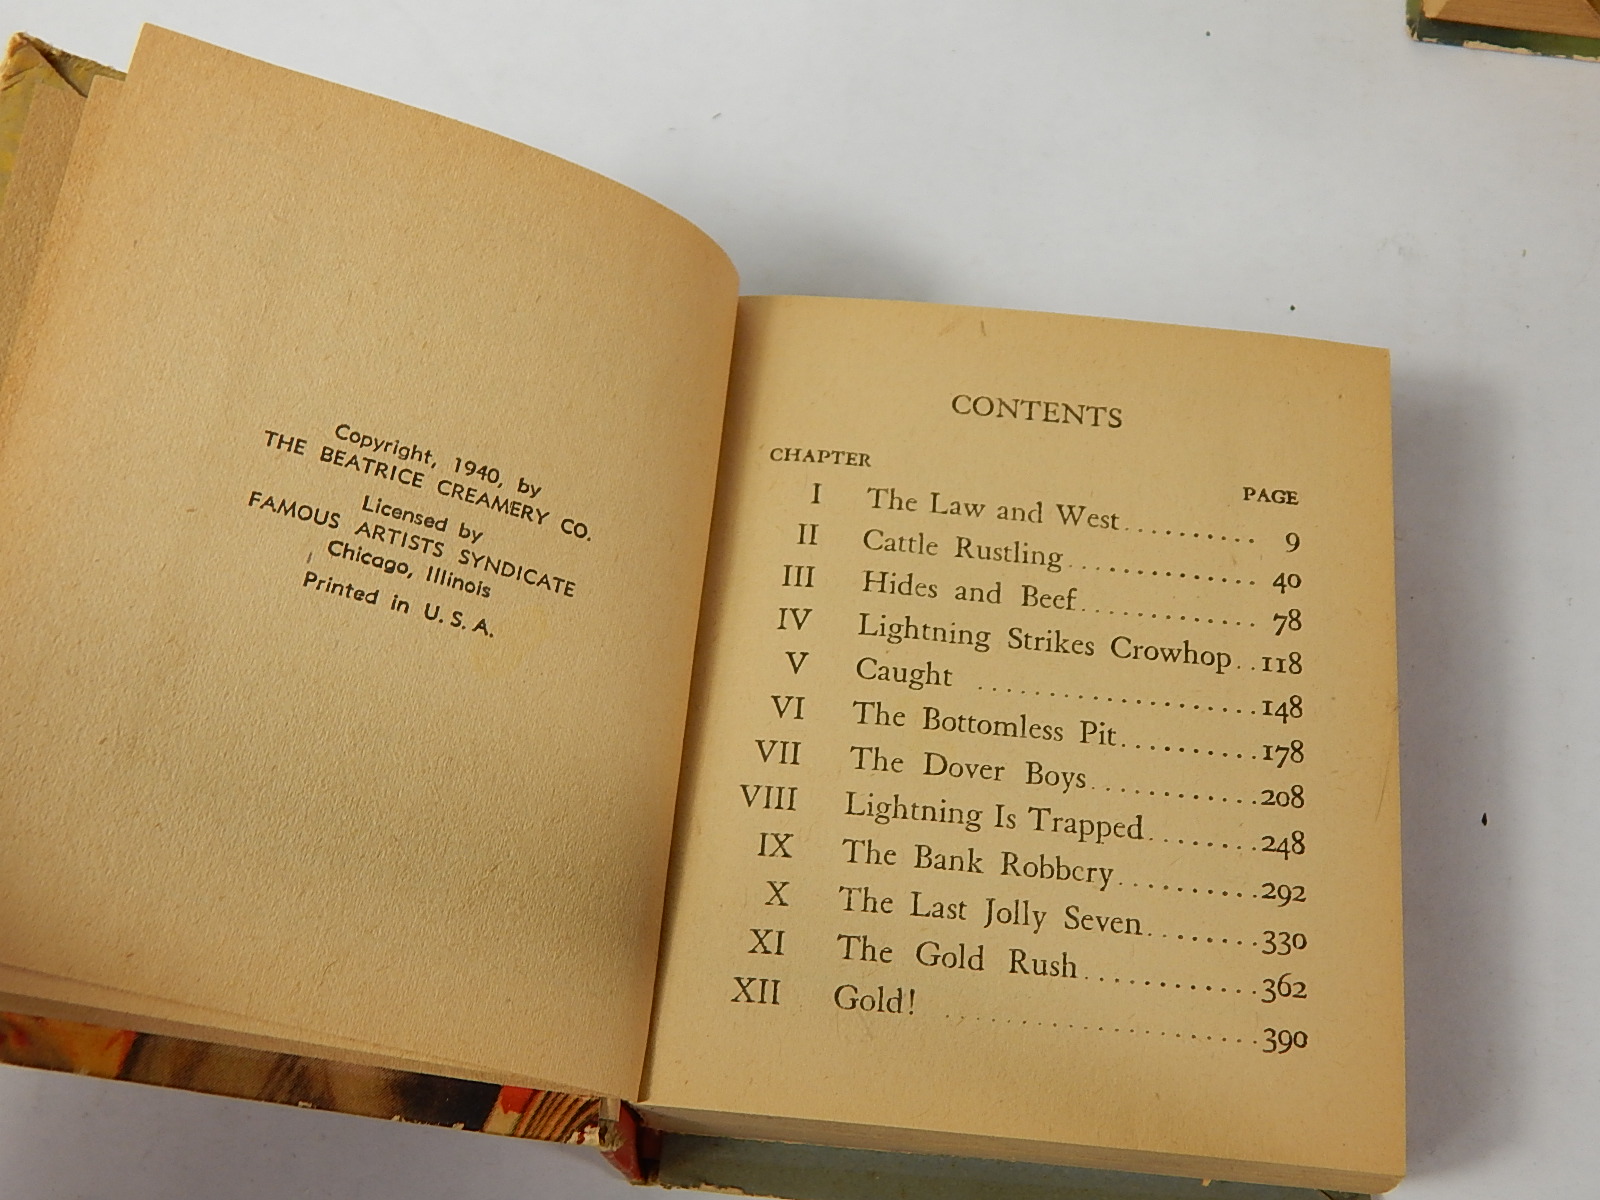 Copyright, 1940, by
THE BEATRICE CREAMERY CO.
Licensed by
FAMOUS ARTISTS SYNDICATE
Chicago, Illinois
Printed in U. S. A.
CONTENTS
CHAPTER PAGE
I The Law and West.......... 9
II Cattle Rustling............. 40
III Hides and Beef............ 78
IV Lightning Strikes Crowhop..118
V Caught ....................148
VI The Bottomless Pit..........178
VII The Dover Boys............208
VIII Lightning Is Trapped........248
IX The Bank Robbery..........292
X The Last Jolly Seven........330
XI The Gold Rush............362
XII Gold! ......................390